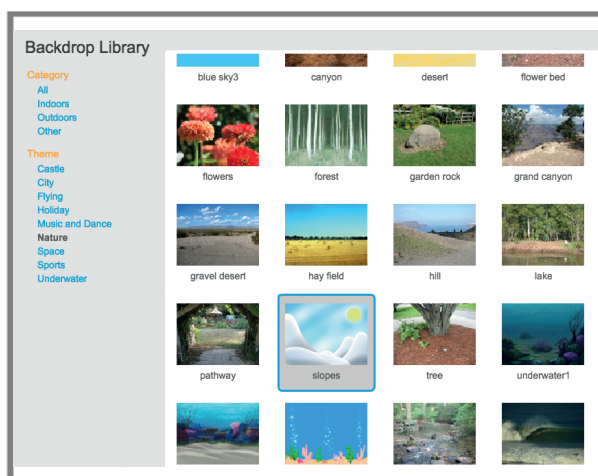 Backdrop Library
Category
All
Indoors
Outdoors
Other
Theme
Castle
City
Flying
Holiday
Music and Dance
Nature
Space
Sports
Underwater
blue sky3 canyon desert flower bed
flowers forest garden rock grand canyon
gravel desert hay field hill lake
pathway slopes tree underwater1